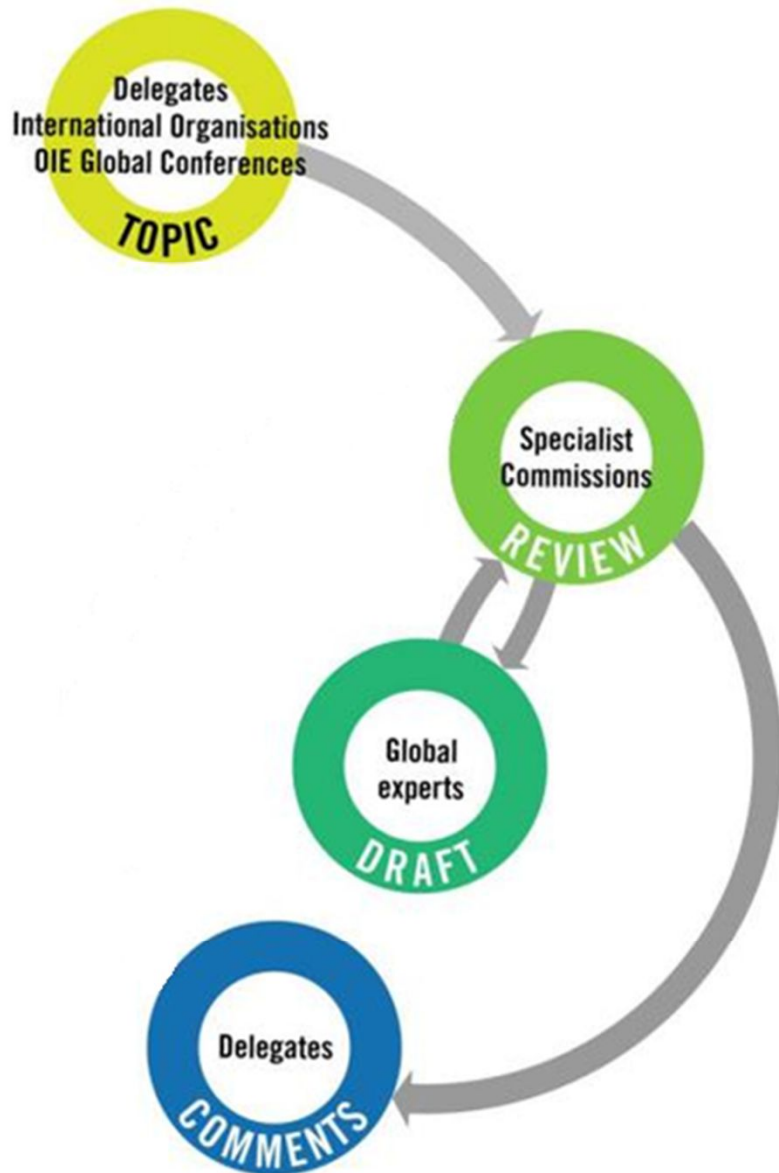 Delegates
International Organisations
OIE Global Conferences
TOPIC
Specialist
Commissions
REVIEW
Global
experts
DRAFT
Delegates
COMMENTS